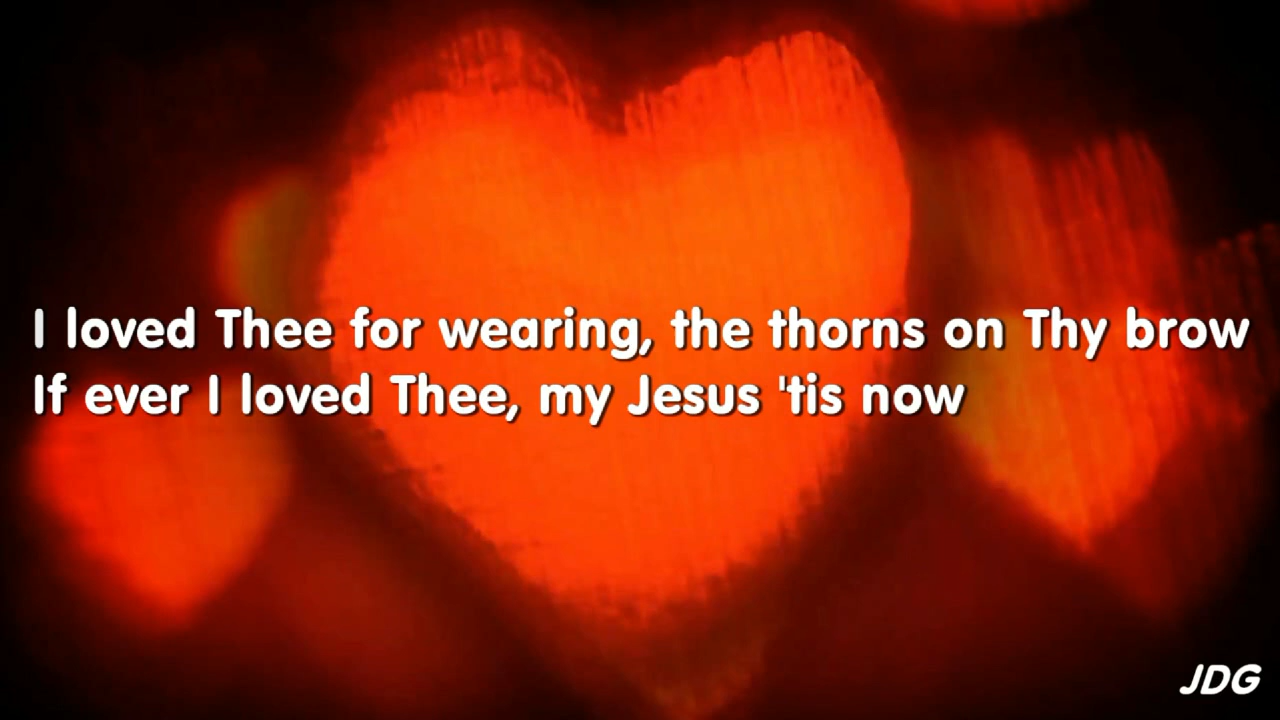 I loved Thee for wearing, the thorns on Thy brow
If ever I loved Thee, my Jesus 'tis now
JDG